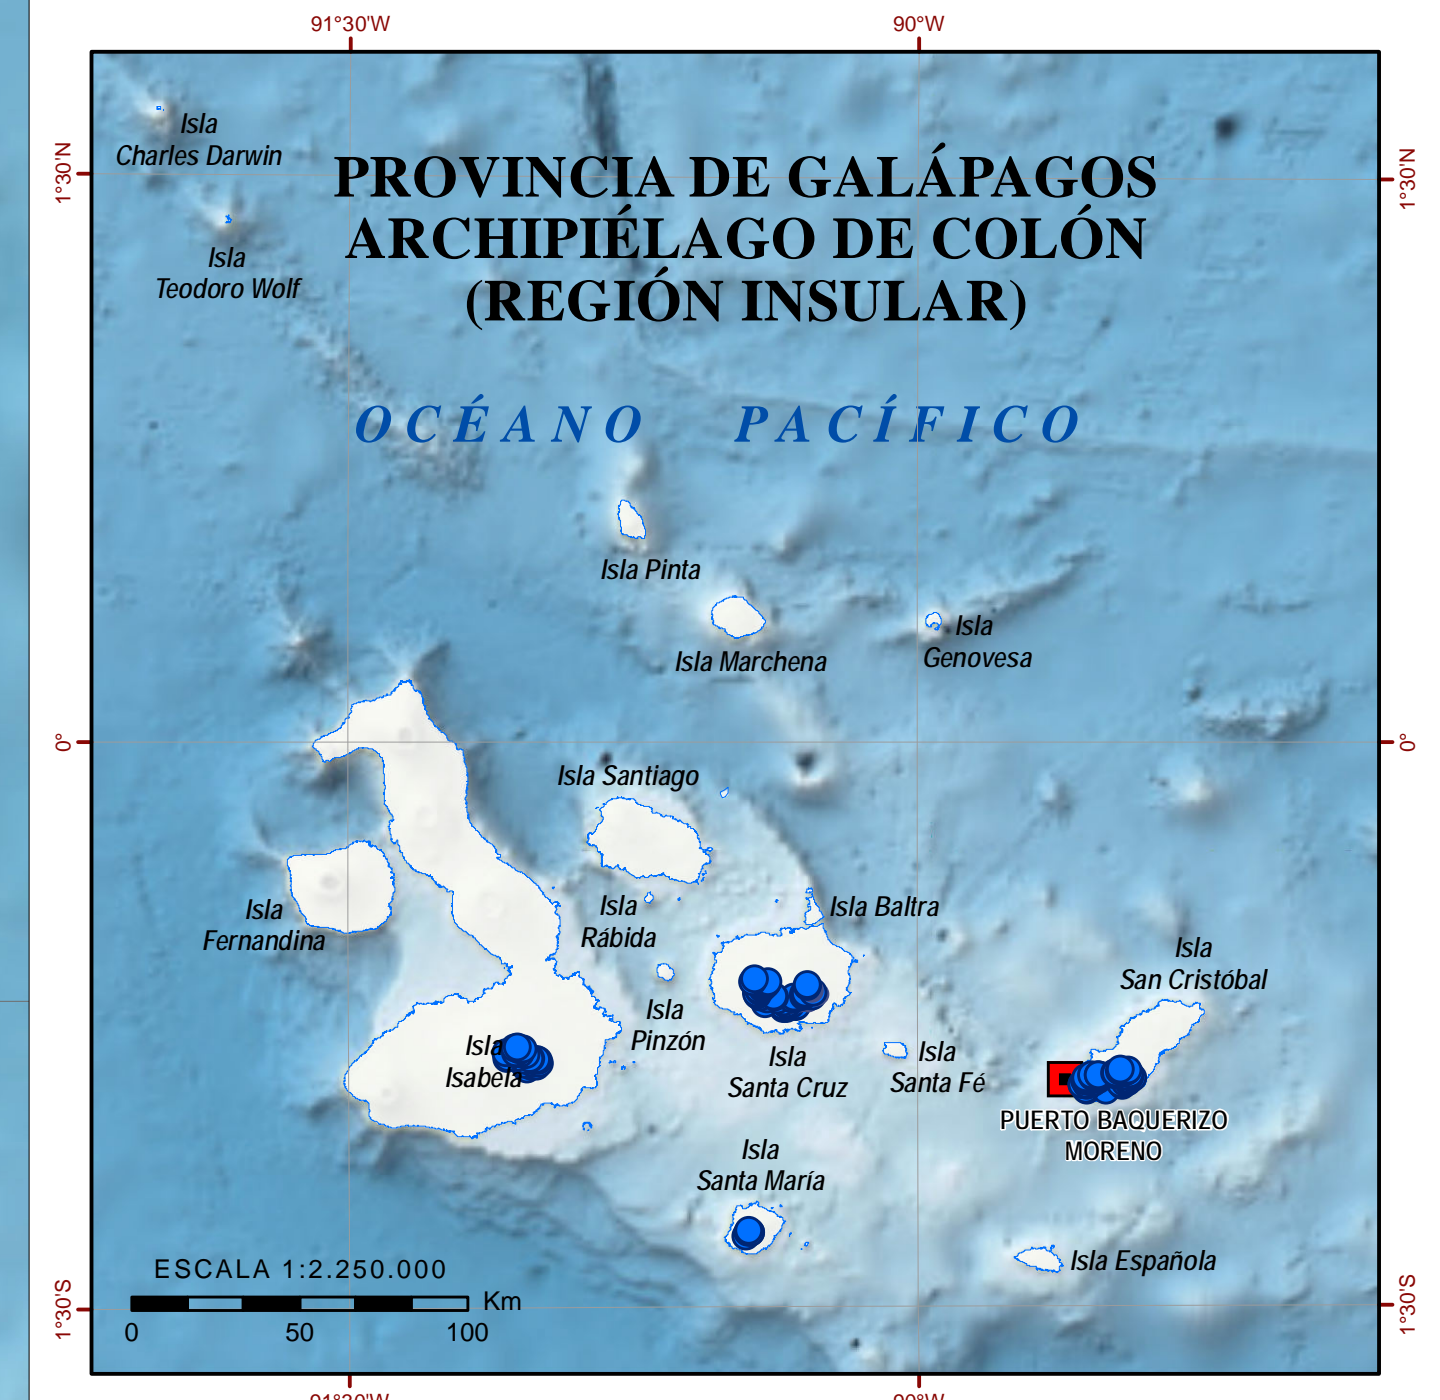 91°30'W
90°W
1°30'N
1°30'N
Isla
Charles Darwin
PROVINCIA DE GALÁPAGOS
ARCHIPIÉLAGO DE COLÓN
(REGIÓN INSULAR)
Isla
Teodoro Wolf
OCÉANO PACÍFICO
Isla Pinta
Isla Marchena
Isla
Genovesa
0°
0°
Isla Santiago
Isla
Fernandina
Isla
Rábida
Isla Baltra
Isla
San Cristóbal
Isla
Pinzón
Isla
Isabela
Isla
Santa Cruz
Isla
Santa Fé
PUERTO BAQUERIZO
MORENO
Isla
Santa María
Isla Española
ESCALA 1:2.250.000
Km
0 50 100
1°30'S
1°30'S
91°30'W
90°W